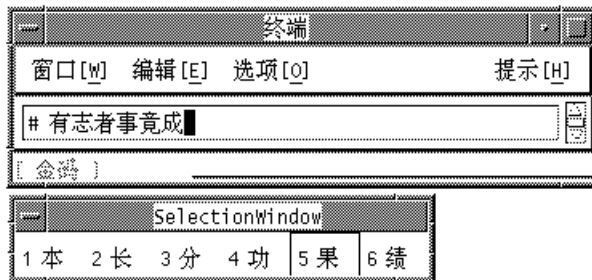 终端
窗口[W] 编辑[E] 选项[O] 提示[H]
# 有志者事竟成
SelectionWindow
1 本 2 长 3 分 4 功 5 果 6 绩